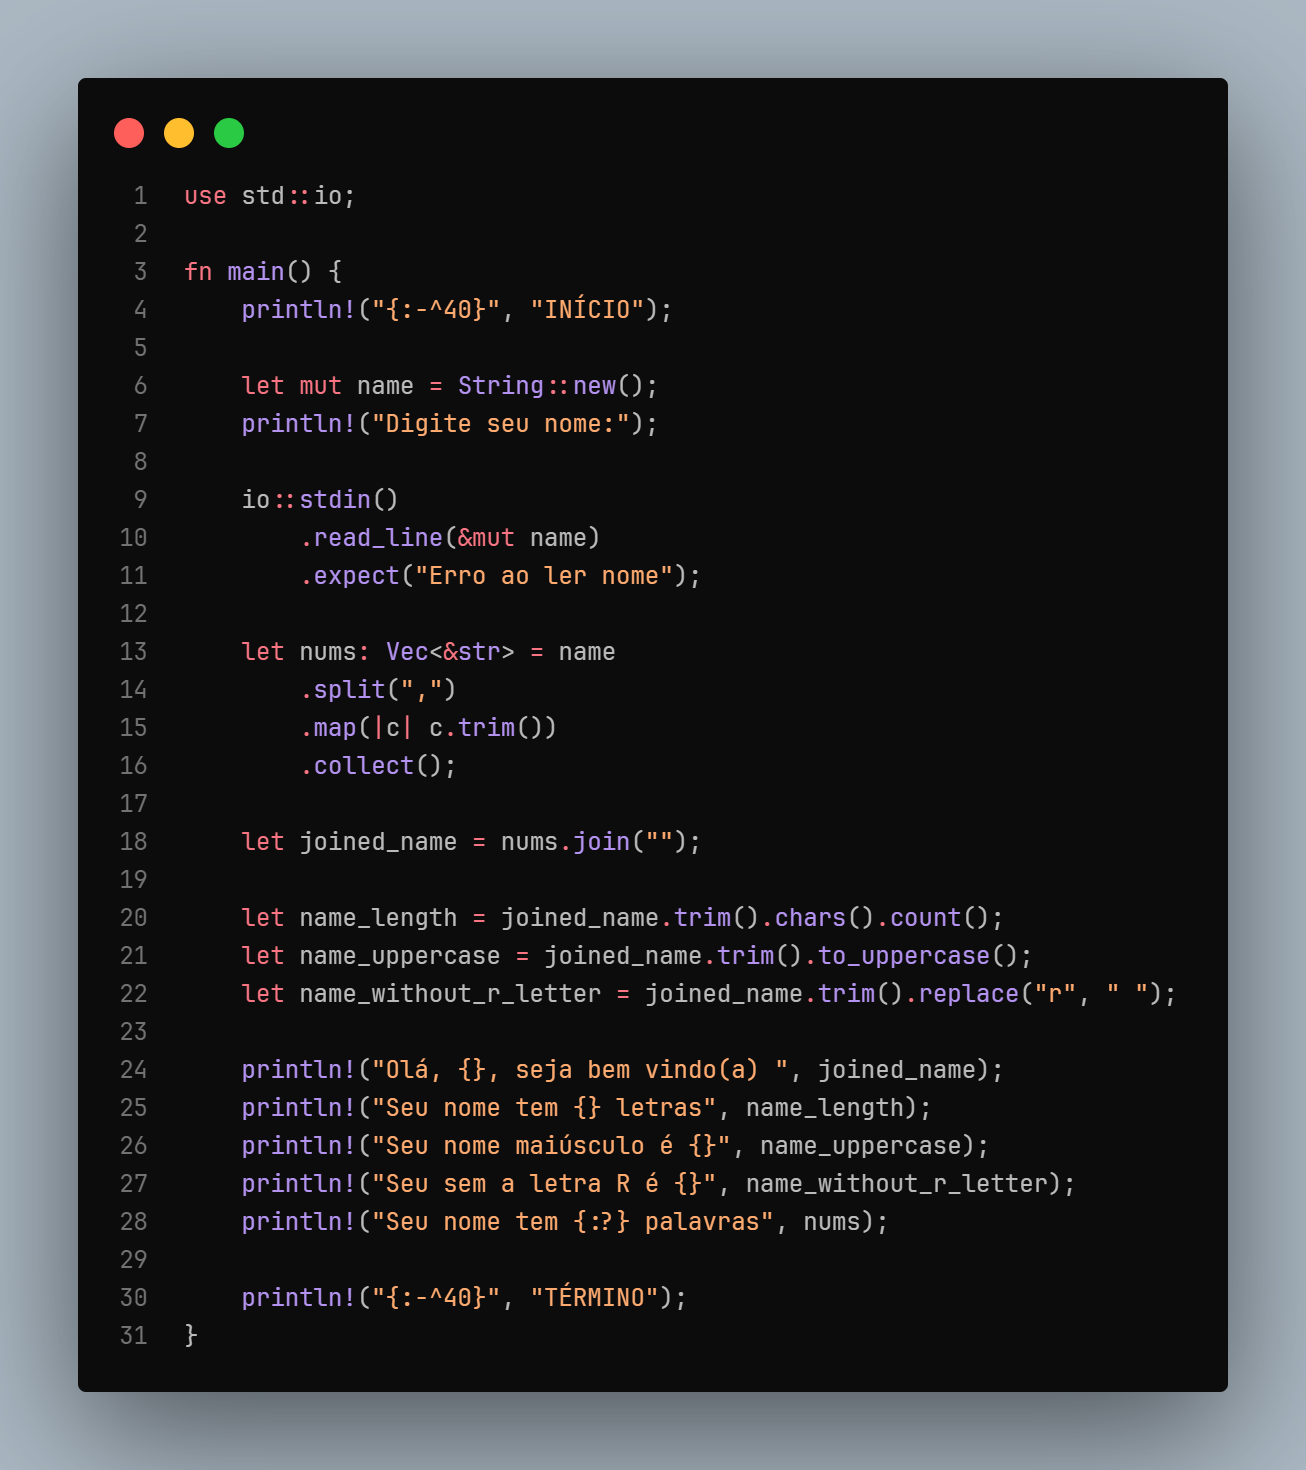 1 use std::io;
2
3 fn main() {
4     println!("{:-^40}", "INÍCIO");
5
6     let mut name = String::new();
7     println!("Digite seu nome:");
8
9     io::stdin()
10         .read_line(&mut name)
11         .expect("Erro ao ler nome");
12
13     let nums: Vec<&str> = name
14         .split(",")
15         .map(|c| c.trim())
16         .collect();
17
18     let joined_name = nums.join("");
19
20     let name_length = joined_name.trim().chars().count();
21     let name_uppercase = joined_name.trim().to_uppercase();
22     let name_without_r_letter = joined_name.trim().replace("r", " ");
23
24     println!("Olá, {}, seja bem vindo(a) ", joined_name);
25     println!("Seu nome tem {} letras", name_length);
26     println!("Seu nome maiúsculo é {}", name_uppercase);
27     println!("Seu sem a letra R é {}", name_without_r_letter);
28     println!("Seu nome tem {:?} palavras", nums);
29
30     println!("{:-^40}", "TÉRMINO");
31 }